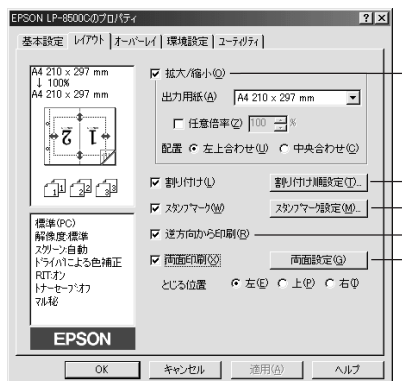 EPSON LP-8500Cのプロパティ
基本設定 レイアウト オーバーレイ 環境設定 ユーティリティ
A4 210 x 297 mm
↓ 100%
A4 210 x 297 mm
2 1
1 1 2 2 3 3
標準(PC)
解像度:標準
スクリーン:自動
ドライバによる色補正
RIT:オン
トナーセーブ:オフ
マル秘
EPSON
拡大/縮小(O)
出力用紙(A) A4 210 x 297 mm
任意倍率(Z) 100 %
配置 左上合わせ(U) 中央合わせ(C)
割り付け(L) 割り付け順設定(T)...
スタンプマーク(W) スタンプマーク設定(M)...
逆方向から印刷(R)
両面印刷(X) 両面設定(G)
とじる位置 左(E) 上(P) 右(I)
OK キャンセル 適用(A) ヘルプ